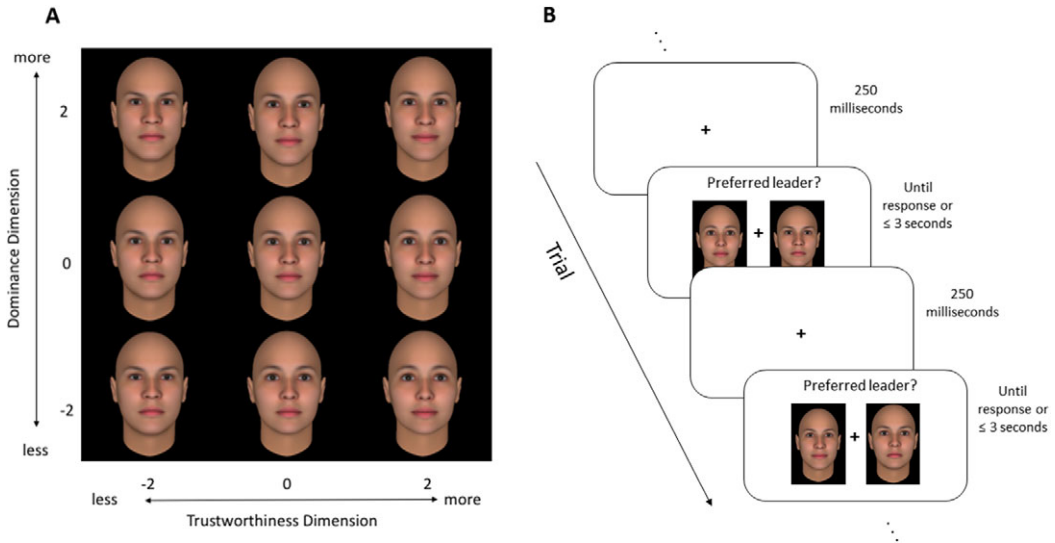 A
more
2
0
-2
less
Dominance Dimension
-2
0
2
less
more
Trustworthiness Dimension
B
+
250
milliseconds
Preferred leader?
+
Until
response or
≤ 3 seconds
Trial
+
250
milliseconds
Preferred leader?
+
Until
response or
≤ 3 seconds